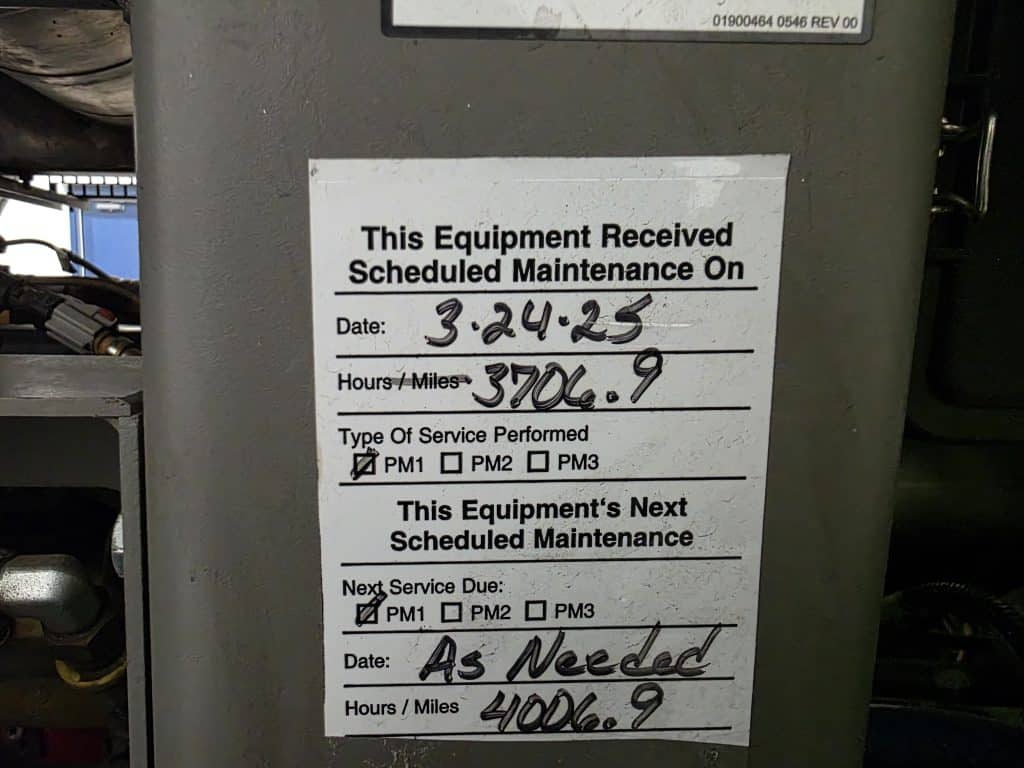 01900464 0546 REV 00
This Equipment Received
Scheduled Maintenance On
Date: 3.24.25
Hours / Miles 3706.9
Type Of Service Performed
PM1 PM2 PM3
This Equipment's Next
Scheduled Maintenance
Next Service Due:
PM1 PM2 PM3
Date: As Needed
Hours / Miles 4006.9